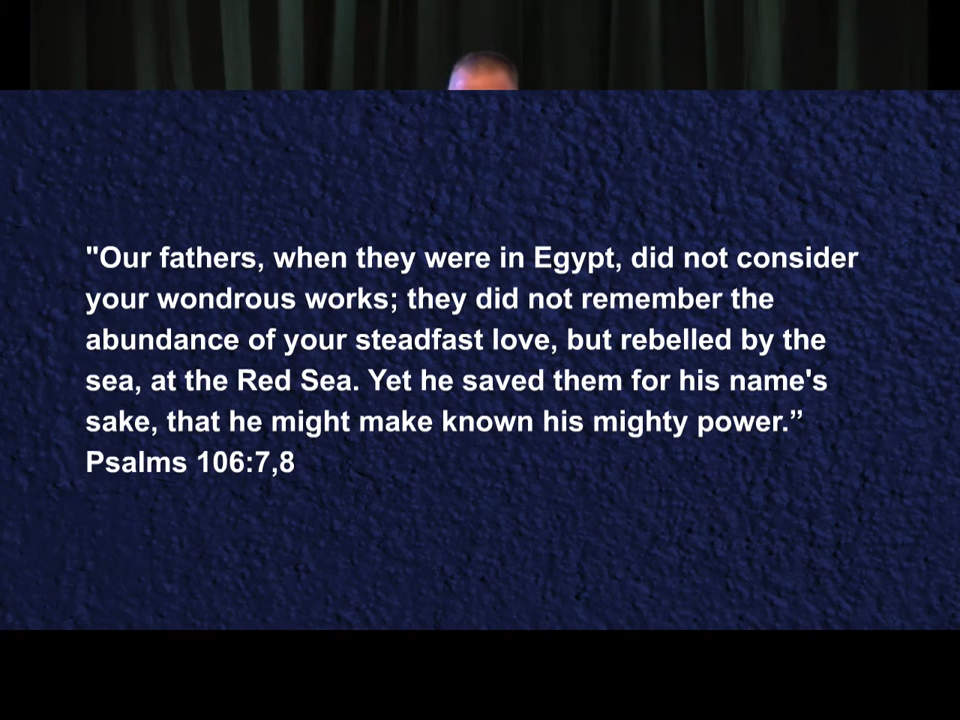 "Our fathers, when they were in Egypt, did not consider
your wondrous works; they did not remember the
abundance of your steadfast love, but rebelled by the
sea, at the Red Sea. Yet he saved them for his name's
sake, that he might make known his mighty power.”
Psalms 106:7,8